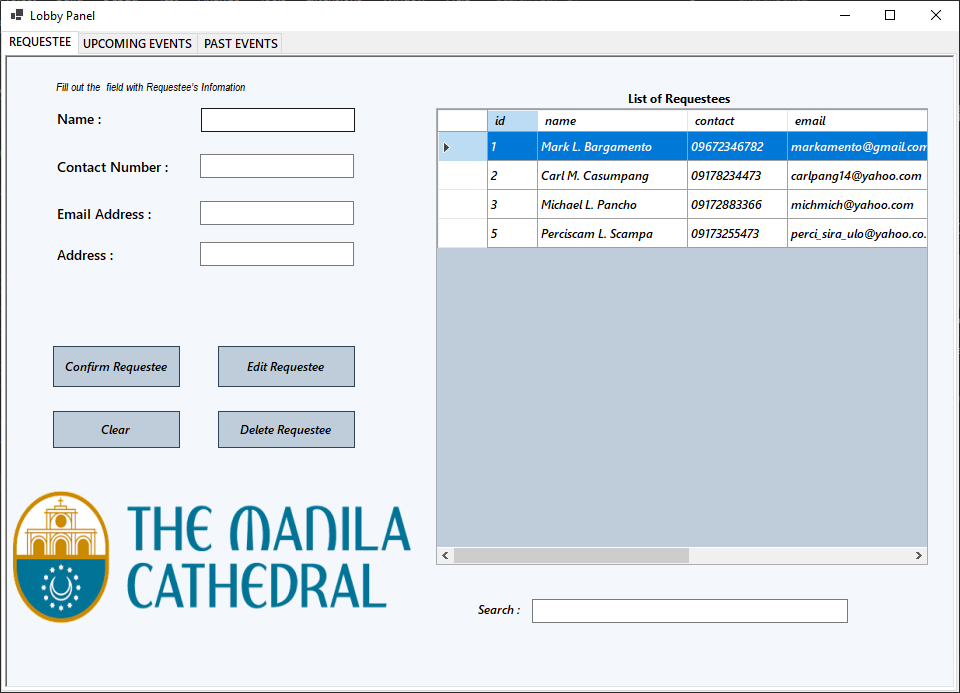 Lobby Panel
REQUESTEE UPCOMING EVENTS PAST EVENTS
Fill out the field with Requestee's Infomation
Name :
Contact Number :
Email Address :
Address :
Confirm Requestee Edit Requestee
Clear Delete Requestee
THE MANILA
CATHEDRAL
List of Requestees
id name contact email
1 Mark L. Bargamento 09672346782 markamento@gmail.com
2 Carl M. Casumpang 09178234473 carlpang14@yahoo.com
3 Michael L. Pancho 09172883366 michmich@yahoo.com
5 Perciscam L. Scampa 09173255473 perci_sira_ulo@yahoo.co.
Search :